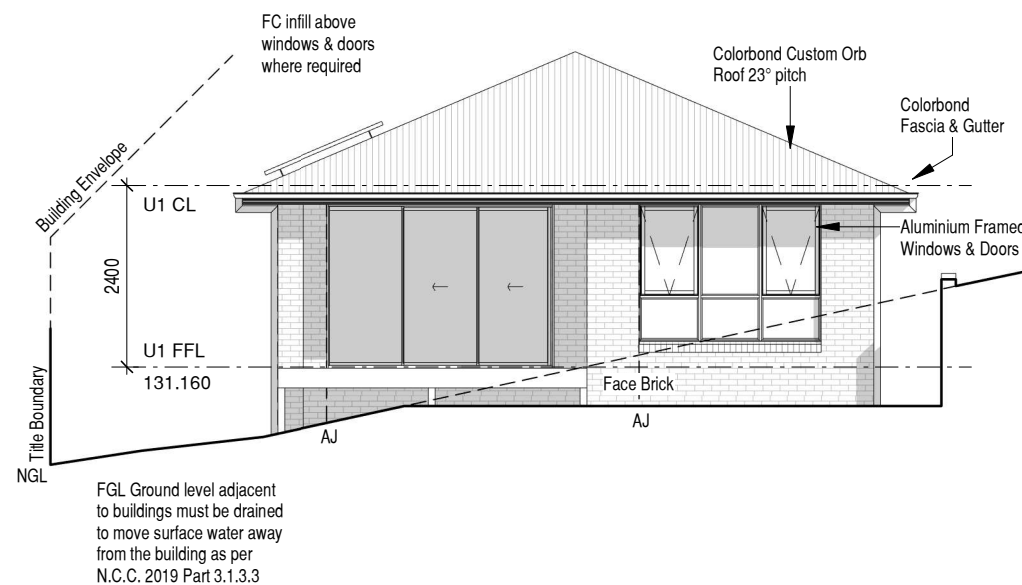 FC infill above
windows & doors
where required
Colorbond Custom Orb
Roof 23° pitch
Colorbond
Fascia & Gutter
Building Envelope
U1 CL
Aluminium Framed
Windows & Doors
2400
U1 FFL
131.160
Face Brick
Title Boundary
AJ
AJ
NGL
FGL Ground level adjacent
to buildings must be drained
to move surface water away
from the building as per
N.C.C. 2019 Part 3.1.3.3